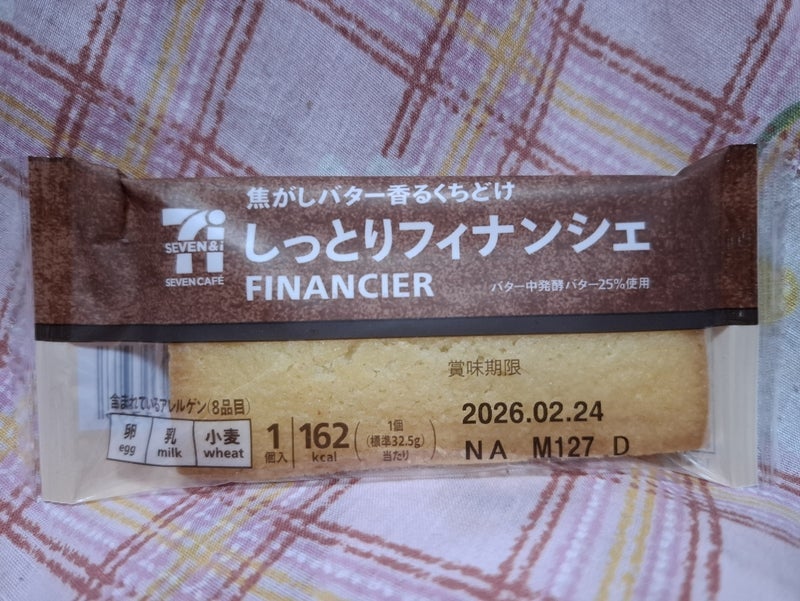 焦がしバター香るくちどけ
しっとりフィナンシェ
FINANCIER
バター中発酵バター25%使用
7i
SEVEN&i
SEVEN CAFÉ
賞味期限
2026.02.24
NA M127 D
含まれているアレルゲン(8品目)
卵 egg
乳 milk
小麦 wheat
1個入
162 kcal
(1個(標準32.5g)当たり)